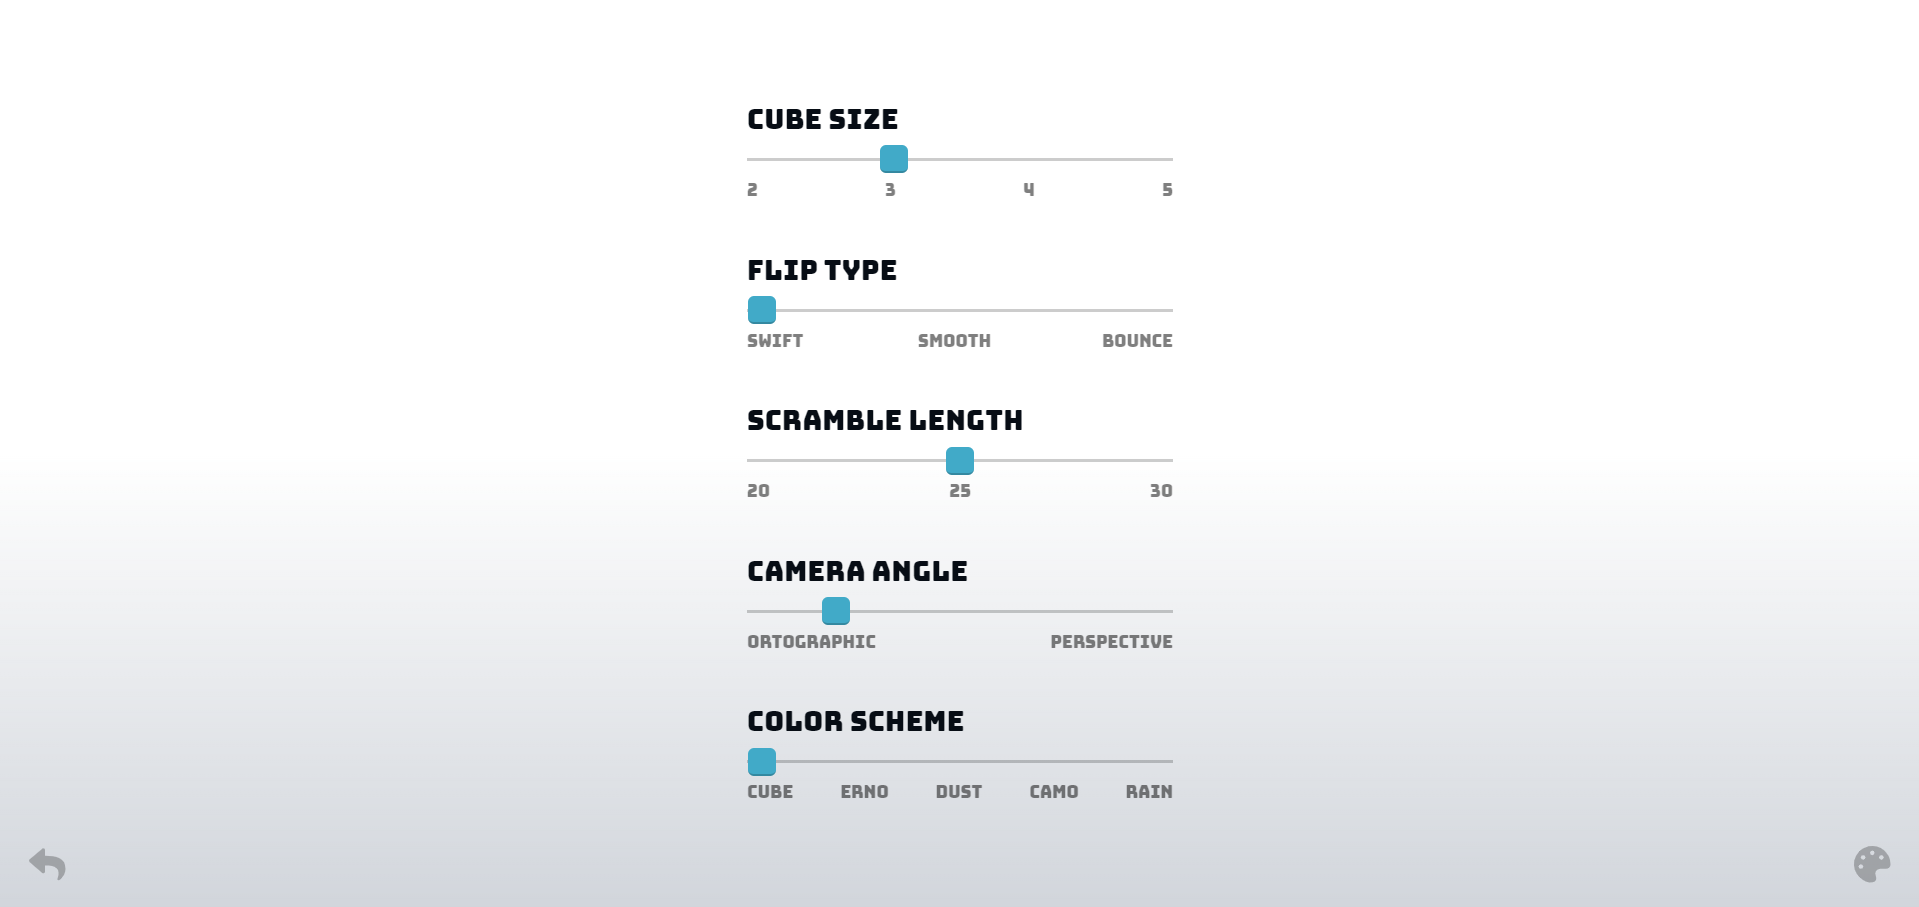 CUBE SIZE
2 3 4 5
FLIP TYPE
SWIFT SMOOTH BOUNCE
SCRAMBLE LENGTH
20 25 30
CAMERA ANGLE
ORTOGRAPHIC PERSPECTIVE
COLOR SCHEME
CUBE ERNO DUST CAMO RAIN